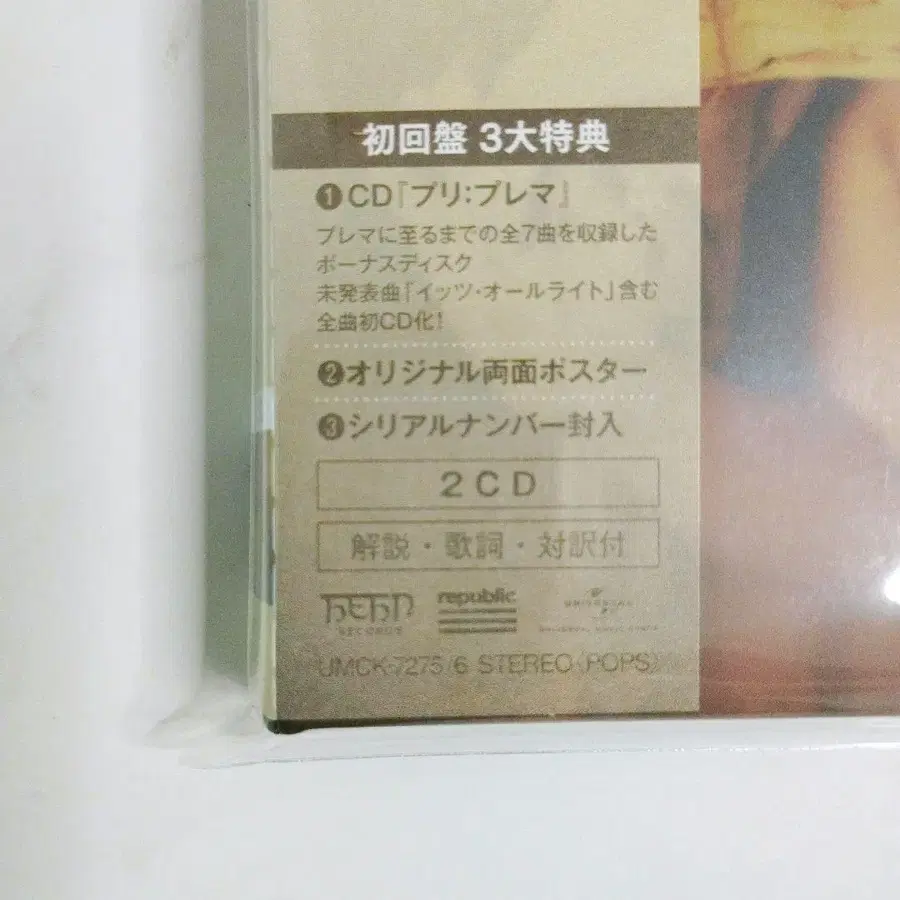 初回盤 3大特典
❶CD『プリ:プレマ』
プレマに至るまでの全7曲を収録した
ボーナスディスク
未発表曲「イッツ・オールライト」含む
全曲初CD化!
❷オリジナル両面ポスター
❸シリアルナンバー封入
2CD
解説・歌詞・対訳付
HEHN RECORDS
republic
UNIVERSAL
UMCK-7275/6 STEREO〈POPS〉